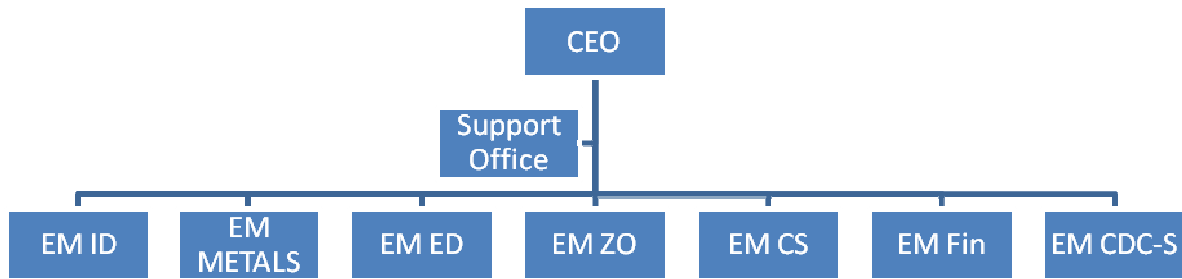 CEO
Support
Office
EM ID
EM
METALS
EM ED
EM ZO
EM CS
EM Fin
EM CDC-S